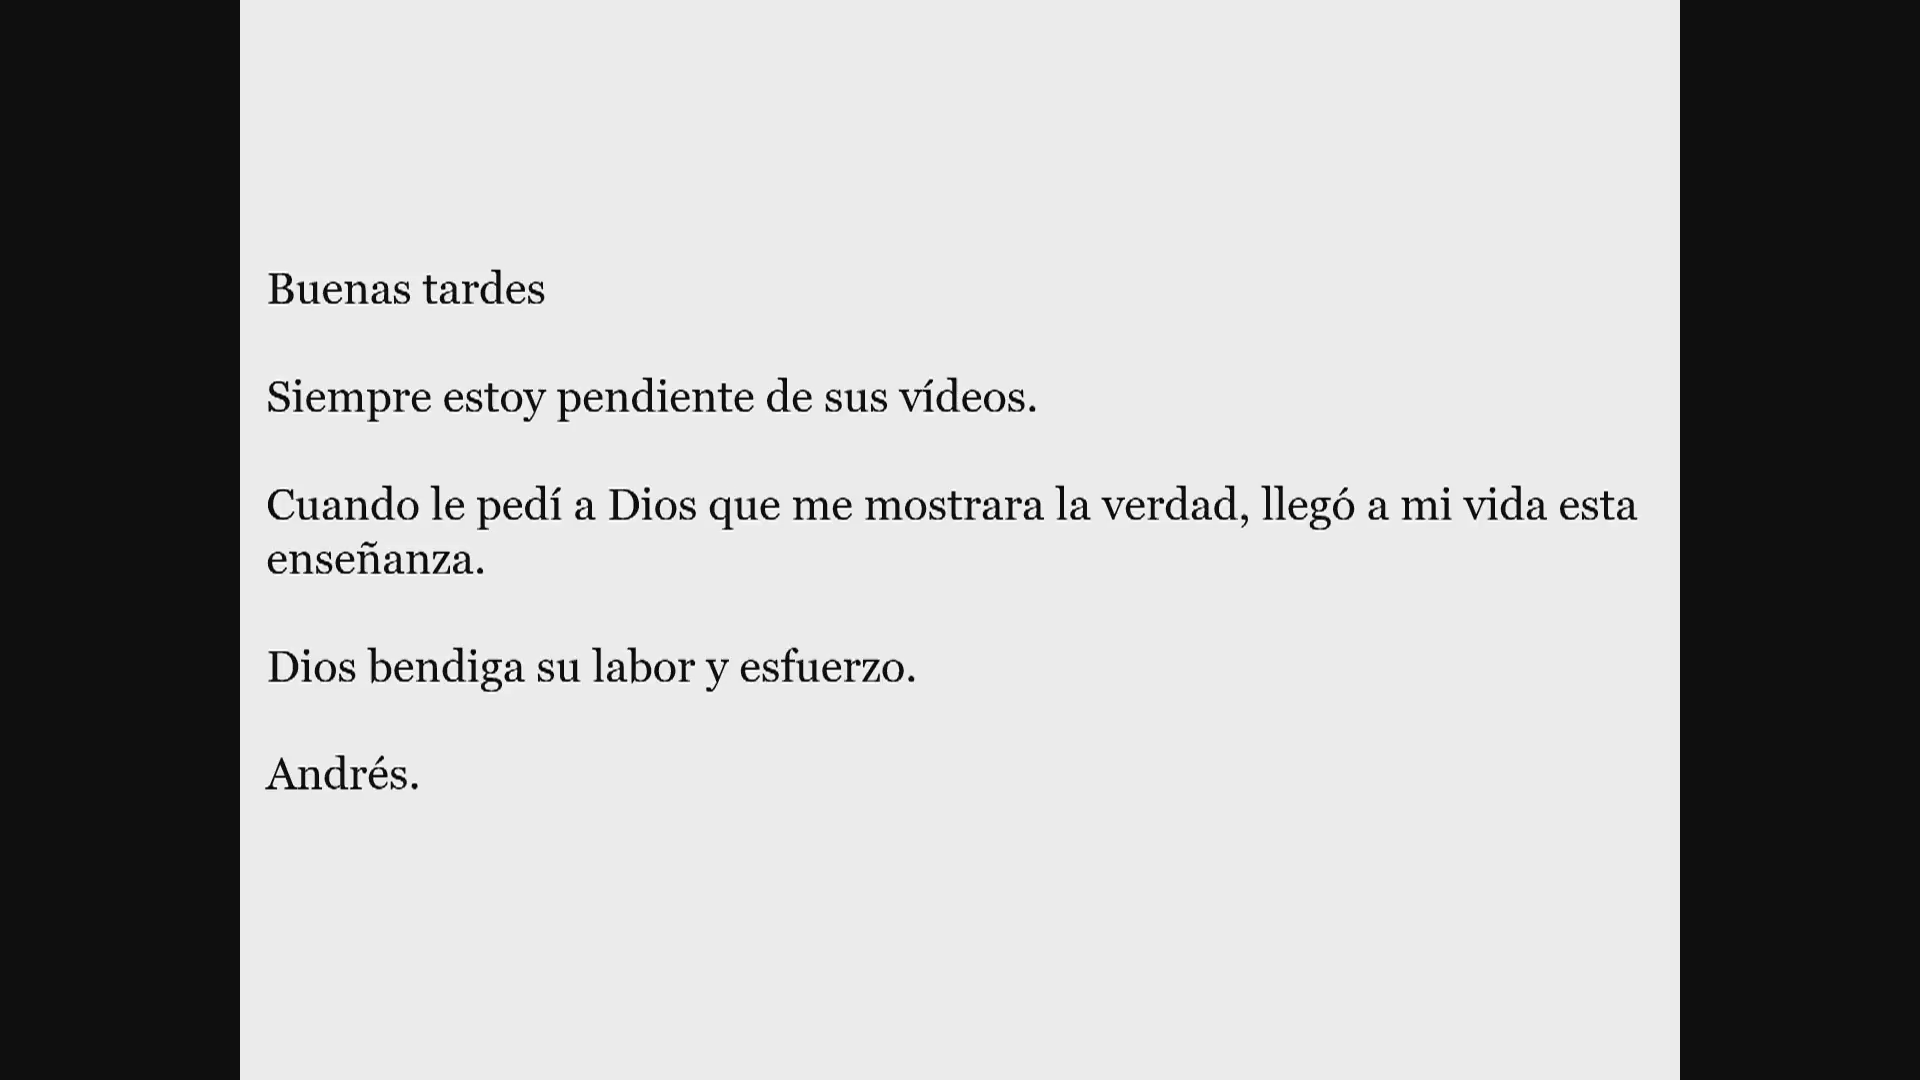 Buenas tardes
Siempre estoy pendiente de sus vídeos.
Cuando le pedí a Dios que me mostrara la verdad, llegó a mi vida esta
enseñanza.
Dios bendiga su labor y esfuerzo.
Andrés.